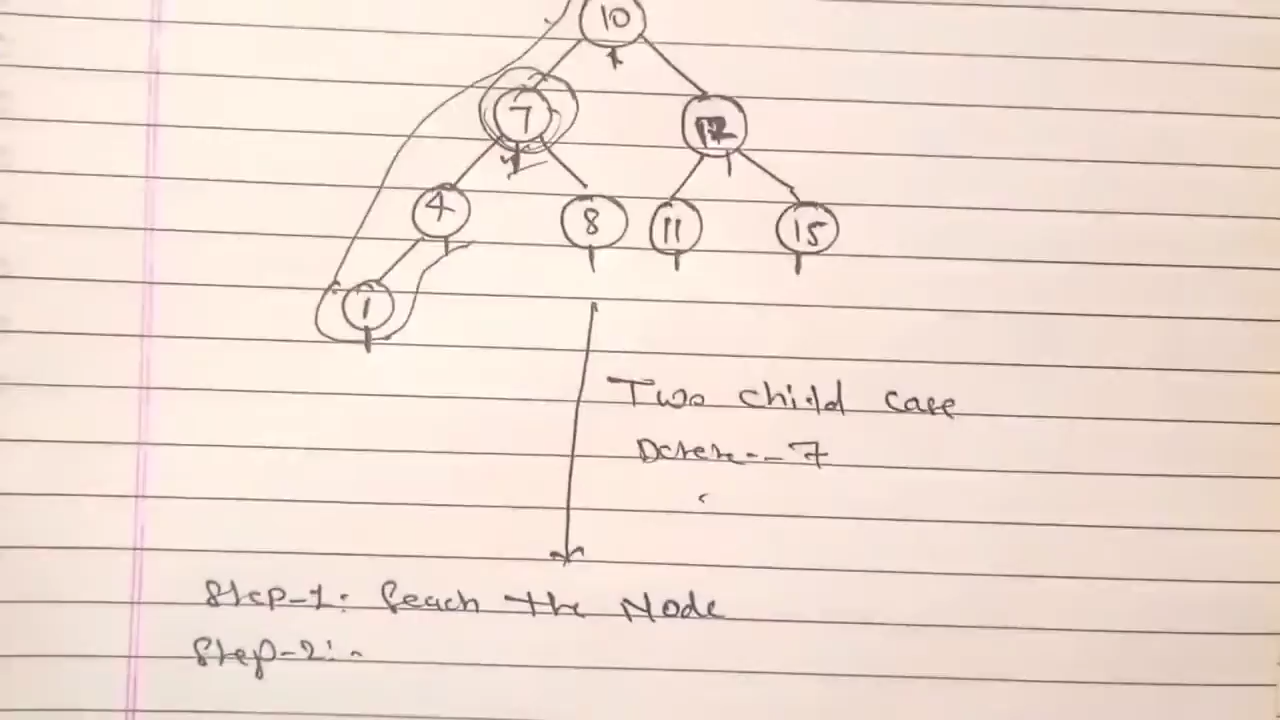 10
7 12
4 8 11 15
1
Two child case
7
Step-1: Reach the Node
Step-2:-